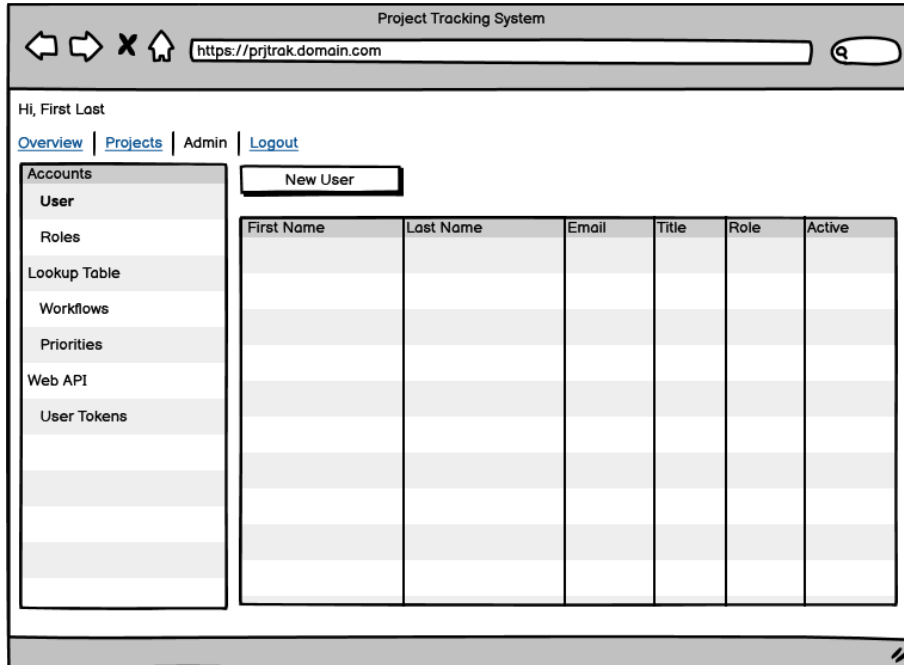 Project Tracking System
https://prjtrak.domain.com
Hi, First Last
Overview Projects Admin Logout
Accounts
User
Roles
Lookup Table
Workflows
Priorities
Web API
User Tokens
New User
First Name Last Name Email Title Role Active